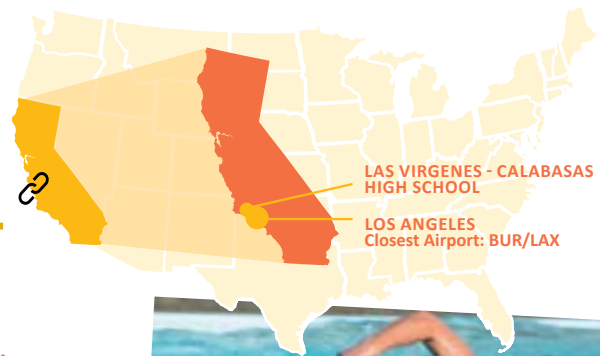 LAS VIRGENES - CALABASAS
HIGH SCHOOL
LOS ANGELES
Closest Airport: BUR/LAX